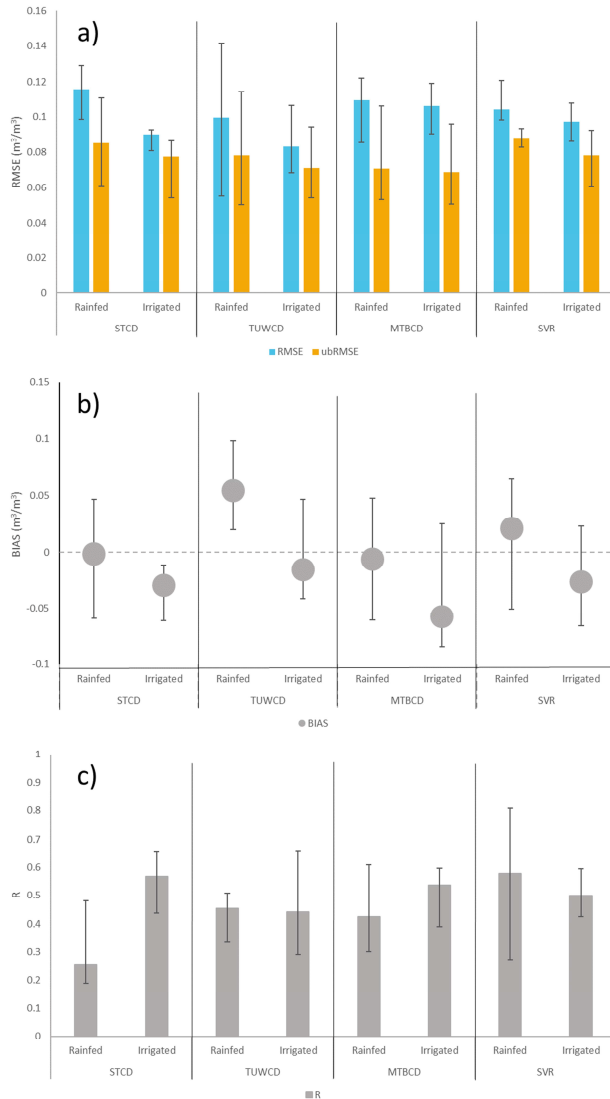 a)
RMSE (m³/m³)
0.16
0.14
0.12
0.1
0.08
0.06
0.04
0.02
0
Rainfed Irrigated Rainfed Irrigated Rainfed Irrigated Rainfed Irrigated
STCD TUWCD MTBCD SVR
RMSE ubRMSE
b)
BIAS (m³/m³)
0.15
0.1
0.05
0
-0.05
-0.1
Rainfed Irrigated Rainfed Irrigated Rainfed Irrigated Rainfed Irrigated
STCD TUWCD MTBCD SVR
BIAS
c)
R
1
0.9
0.8
0.7
0.6
0.5
0.4
0.3
0.2
0.1
0
Rainfed Irrigated Rainfed Irrigated Rainfed Irrigated Rainfed Irrigated
STCD TUWCD MTBCD SVR
R